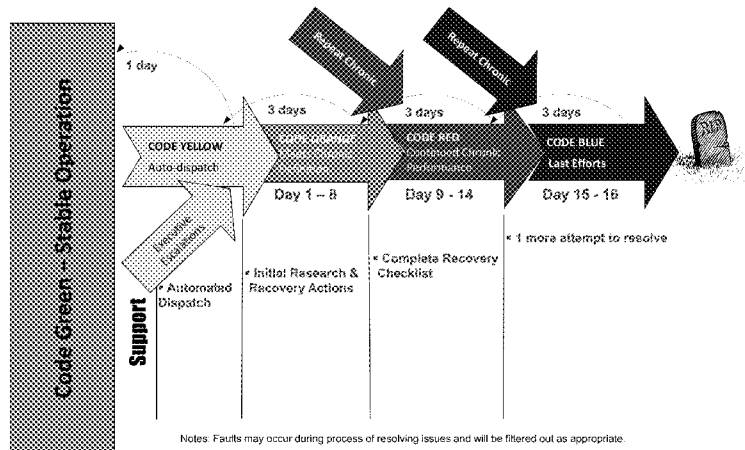 Code Green – Stable Operation
1 day
Repeat Chronic
Repeat Chronic
3 days
3 days
3 days
CODE YELLOW
Auto-dispatch
CODE
CODE RED
Continued Chronic
Performance
CODE BLUE
Last Efforts
RIP
Executive
Escalations
Day 1 – 8
Day 9 - 14
Day 15 - 16
Support
* Automated
Dispatch
* Initial Research &
Recovery Actions
* Complete Recovery
Checklist
* 1 more attempt to resolve
Notes: Faults may occur during process of resolving issues and will be filtered out as appropriate.